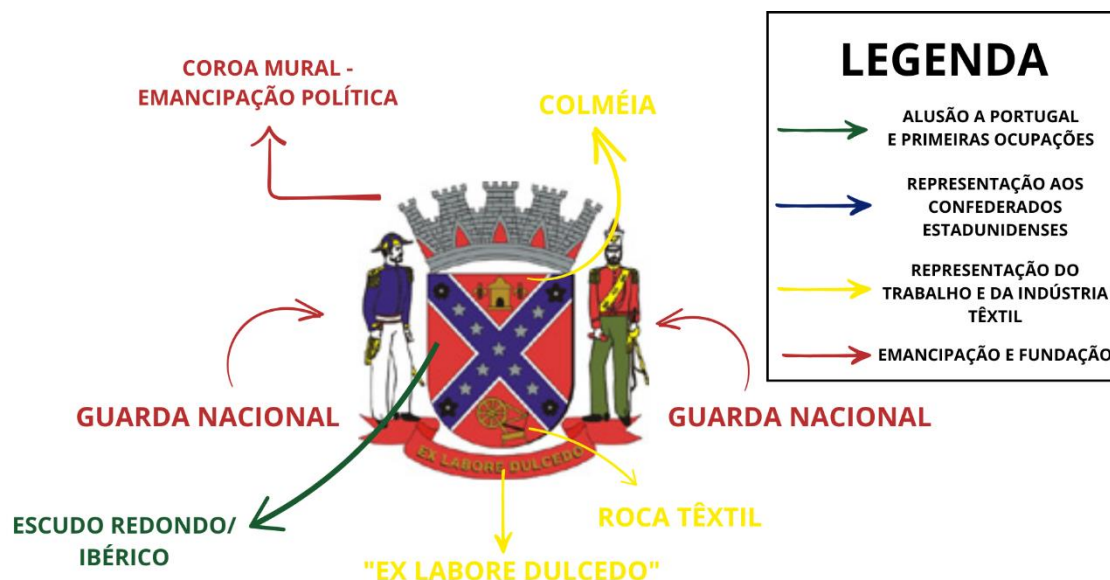 COROA MURAL -
EMANCIPAÇÃO POLÍTICA
COLMÉIA
GUARDA NACIONAL
GUARDA NACIONAL
EX LABORE DULCEDO
ESCUDO REDONDO/
IBÉRICO
ROCA TÊXTIL
"EX LABORE DULCEDO"
LEGENDA
ALUSÃO A PORTUGAL
E PRIMEIRAS OCUPAÇÕES
REPRESENTAÇÃO AOS
CONFEDERADOS
ESTADUNIDENSES
REPRESENTAÇÃO DO
TRABALHO E DA INDÚSTRIA
TÊXTIL
EMANCIPAÇÃO E FUNDAÇÃO